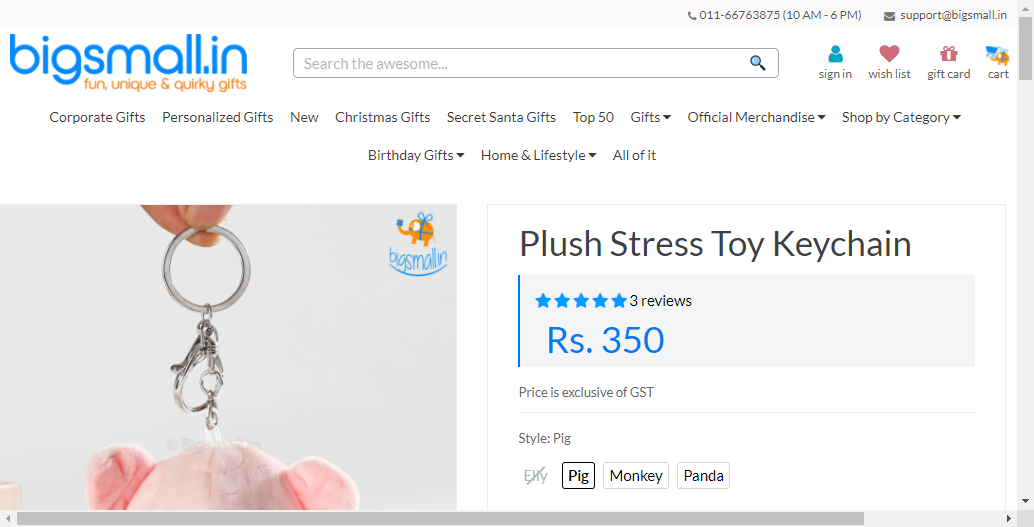 011-66763875 (10 AM - 6 PM) support@bigsmall.in
bigsmall.in
fun, unique & quirky gifts
Search the awesome...
sign in wish list gift card cart
Corporate Gifts Personalized Gifts New Christmas Gifts Secret Santa Gifts Top 50 Gifts Official Merchandise Shop by Category
Birthday Gifts Home & Lifestyle All of it
bigsmall.in
Plush Stress Toy Keychain
3 reviews
Rs. 350
Price is exclusive of GST
© Bigsmall.in
Style: Pig
Elly Pig Monkey Panda